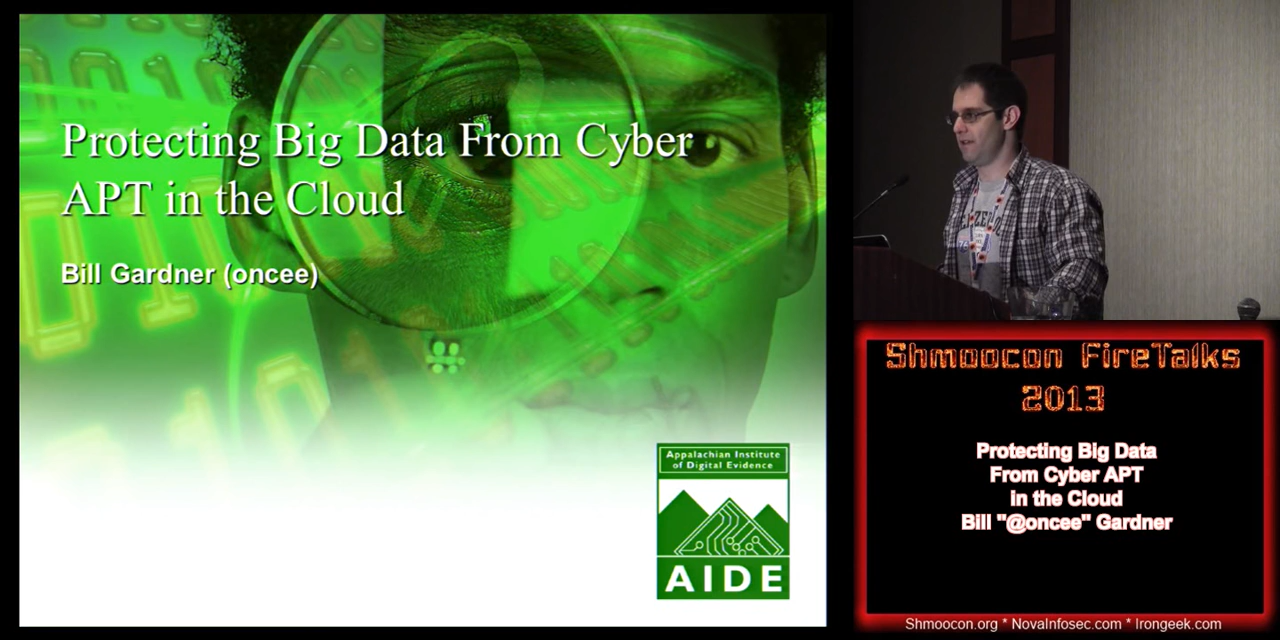 Protecting Big Data From Cyber
APT in the Cloud
Bill Gardner (oncee)
Appalachian Institute
of Digital Evidence
AIDE
Shmoocon FireTalks
2013
Protecting Big Data
From Cyber APT
in the Cloud
Bill "@oncee" Gardner
Shmoocon.org * NovaInfosec.com * Irongeek.com